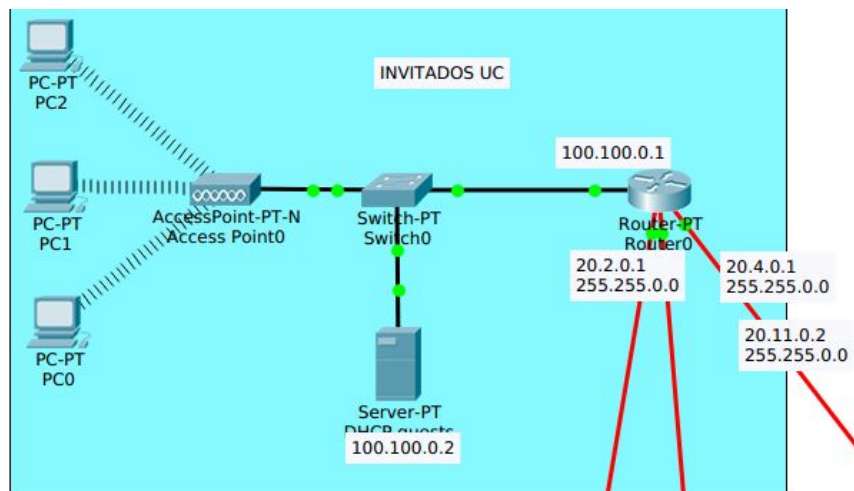 INVITADOS UC
PC-PT
PC2
100.100.0.1
PC-PT
PC1
AccessPoint-PT-N
Access Point0
Switch-PT
Switch0
Router-PT
Router0
20.2.0.1
255.255.0.0
20.4.0.1
255.255.0.0
20.11.0.2
255.255.0.0
PC-PT
PC0
Server-PT
DHCP guests
100.100.0.2